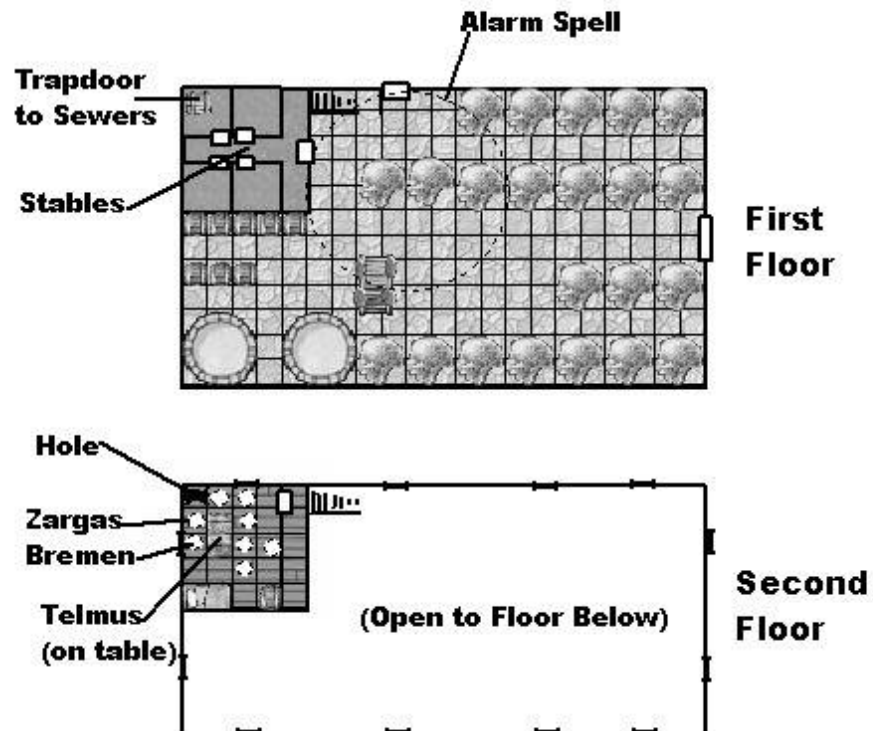 Alarm Spell
Trapdoor
to Sewers
Stables
First
Floor
Hole
Zargas
Bremen
Telmus
(on table)
(Open to Floor Below)
Second
Floor